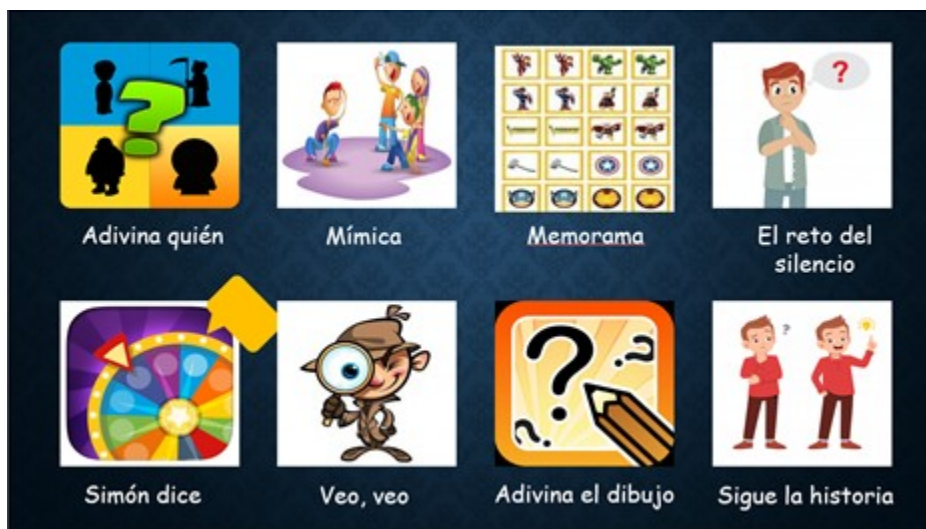 Adivina quién
Mímica
Memorama
El reto del
silencio
Simón dice
Veo, veo
Adivina el dibujo
Sigue la historia